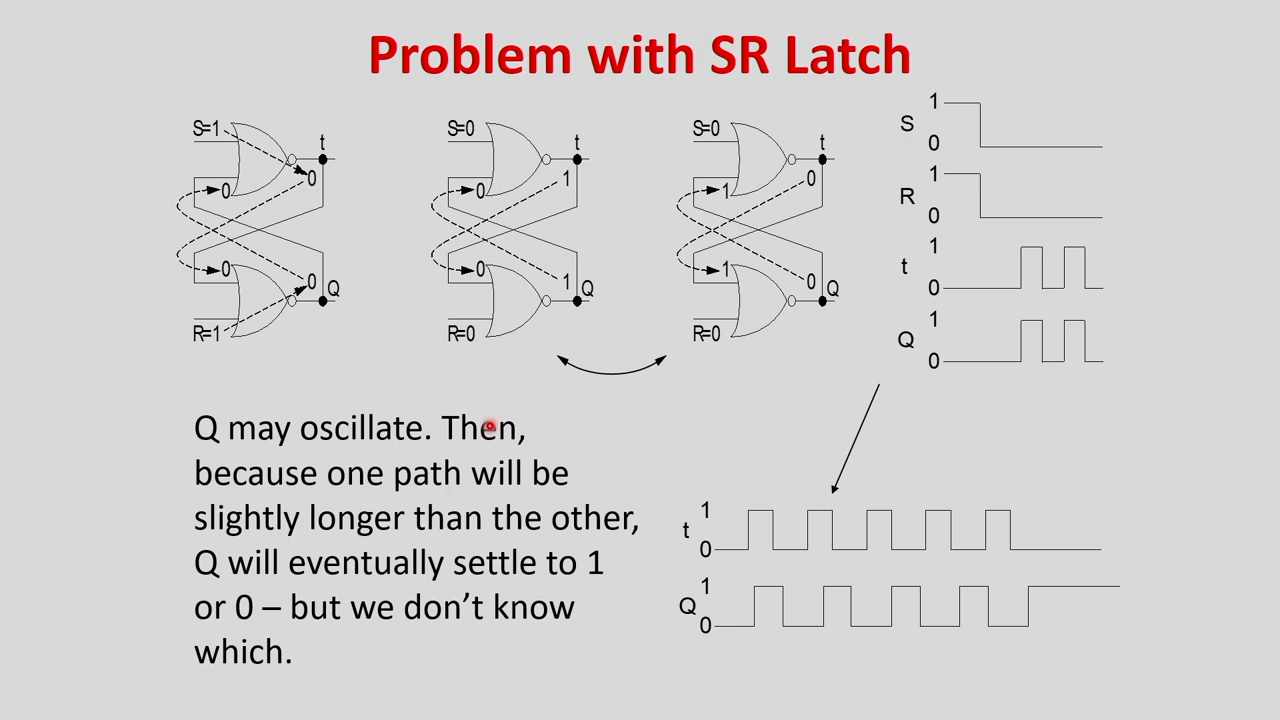 Problem with SR Latch
S=1
t
0
0
0
0
Q
R=1
S=0
t
1
0
0
1
Q
R=0
S=0
t
0
1
1
0
Q
R=0
S
1
0
R
1
0
t
1
0
Q
1
0
Q may oscillate. Then,
because one path will be
slightly longer than the other,
Q will eventually settle to 1
or 0 – but we don’t know
which.
t
1
0
Q
1
0